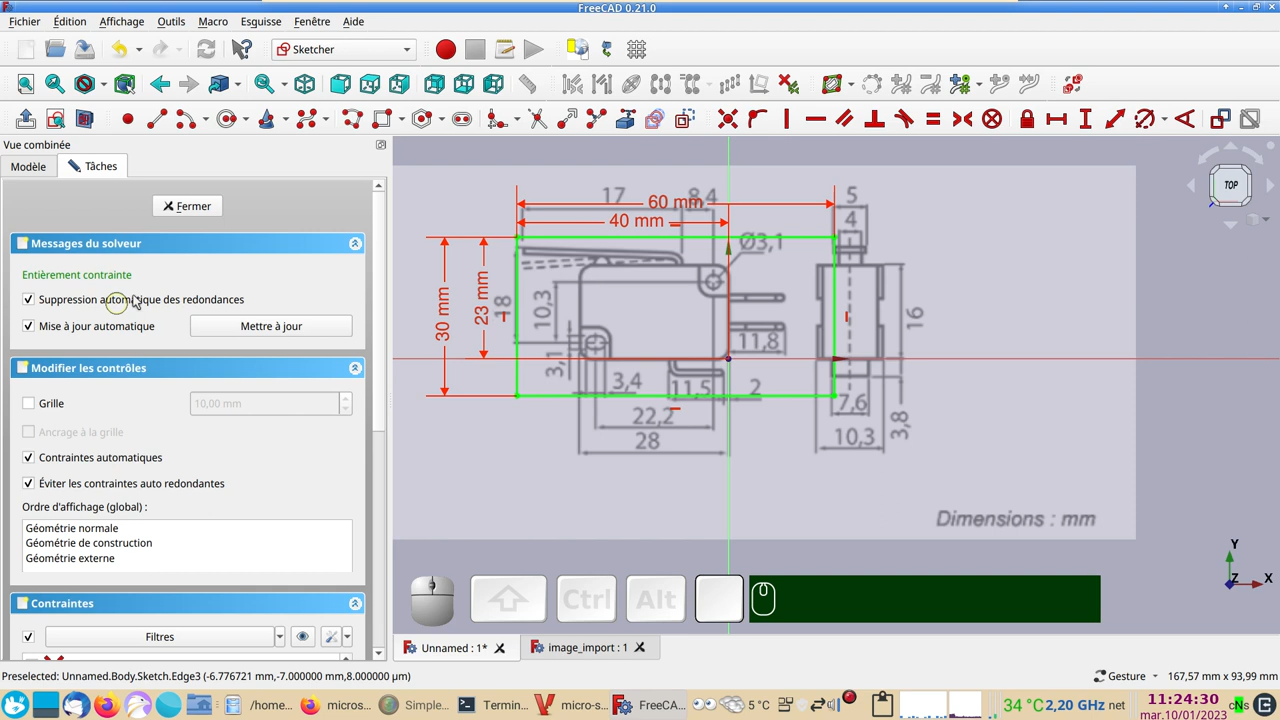 FreeCAD 0.21.0
Fichier Édition Affichage Outils Macro Esguisse Fenêtre Aide
Sketcher
Vue combinée
Modèle Tâches
Fermer
Messages du solveur
Entièrement contrainte
Suppression automatique des redondances
Mise à jour automatique Mettre à jour
Modifier les contrôles
Grille 10,00 mm
Ancrage à la grille
Contraintes automatiques
Éviter les contraintes auto redondantes
Ordre d'affichage (global) :
Géométrie normale
Géométrie de construction
Géométrie externe
Contraintes
Filtres
TOP
17 8,4 5
60 mm
4
40 mm
Ø3,1
30 mm 23 mm 18 10,3 16
11,8
3,1
3,4 11,5 2 7,6 3,8
22,2
28 10,3
Dimensions : mm
Y
Z X
Ctrl Alt
Unnamed : 1* image_import : 1
Preselected: Unnamed.Body.Sketch.Edge3 (-6.776721 mm,-7.000000 mm,8.000000 µm) Gesture 167,57 mm x 93,99 mm
/home... micros... Simple... Termin... micro-s... FreeCA... 5 °C 34 °C 2,20 GHz 11:24:30
mar.10/01/2023